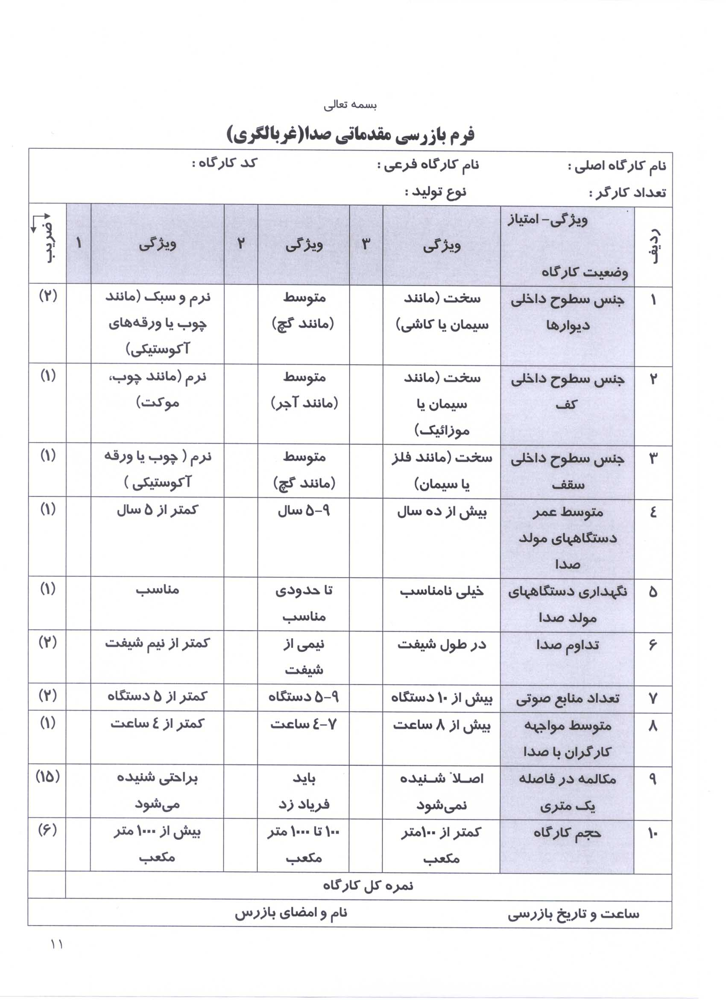 بسمه تعالی
فرم بازرسی مقدماتی صدا(غربالگری)
نام کارگاه اصلی : نام کارگاه فرعی : کد کارگاه :
تعداد کارگر : نوع تولید :
ردیف
ویژگی- امتیاز
وضعیت کارگاه
ویژگی ۳ ویژگی ۲ ویژگی ۱
ضریب
۱ جنس سطوح داخلی سخت (مانند متوسط نرم و سبک (مانند (۲)
دیوارها سیمان یا کاشی) (مانند گچ) چوب یا ورقه‌های
آکوستیکی)
۲ جنس سطوح داخلی سخت (مانند متوسط نرم (مانند چوب، (۱)
کف سیمان یا (مانند آجر) موکت)
موزائیک)
۳ جنس سطوح داخلی سخت (مانند فلز متوسط نرم ( چوب یا ورقه (۱)
سقف یا سیمان) (مانند گچ) آکوستیکی )
٤ متوسط عمر بیش از ده سال ۵-۹ سال کمتر از ۵ سال (۱)
دستگاههای مولد
صدا
۵ نگهداری دستگاههای خیلی نامناسب تا حدودی مناسب (۱)
مولد صدا مناسب
۶ تداوم صدا در طول شیفت نیمی از کمتر از نیم شیفت (۲)
شیفت
۷ تعداد منابع صوتی بیش از ۱۰ دستگاه ۵-۹ دستگاه کمتر از ۵ دستگاه (۲)
۸ متوسط مواجهه بیش از ۸ ساعت ٤-۷ ساعت کمتر از ٤ ساعت (۱)
کارگران با صدا
۹ مکالمه در فاصله اصلاً شنیده باید براحتی شنیده (۱۵)
یک متری نمی‌شود فریاد زد می‌شود
۱۰ حجم کارگاه کمتر از ۱۰۰متر ۱۰۰ تا ۱۰۰۰ متر بیش از ۱۰۰۰ متر (۶)
مکعب مکعب مکعب
نمره کل کارگاه
ساعت و تاریخ بازرسی نام و امضای بازرس
۱۱